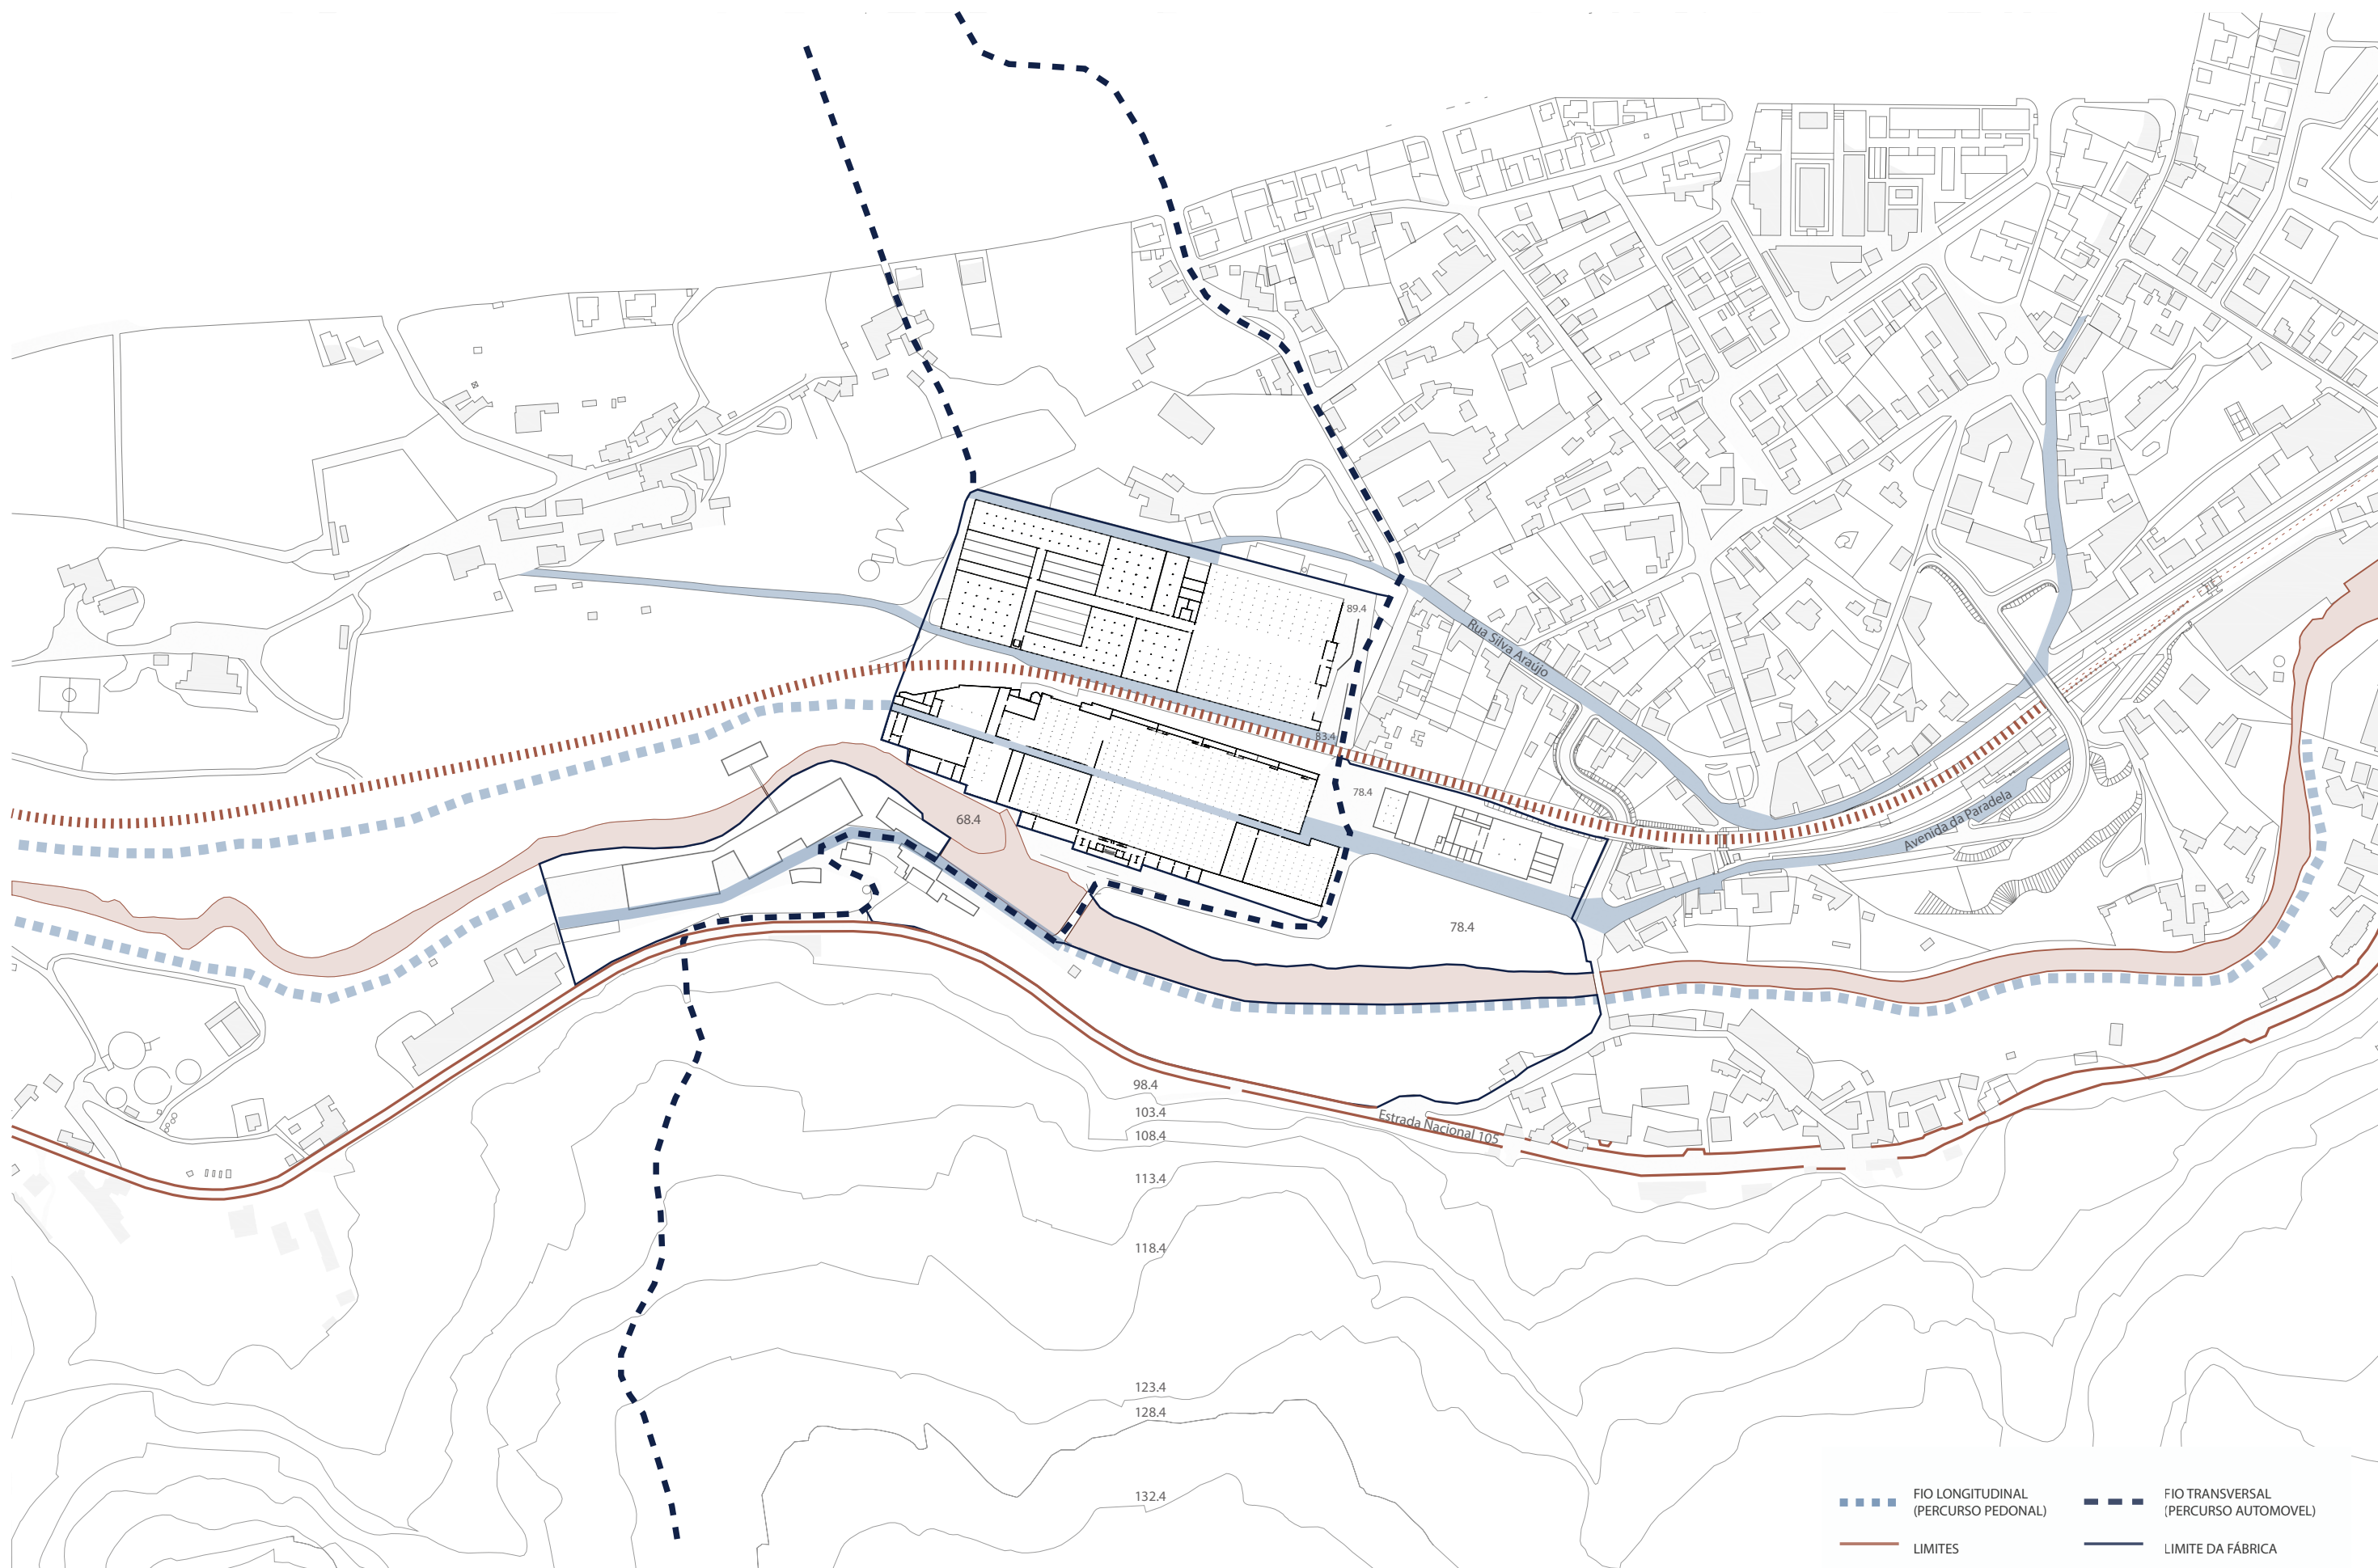 89.4
Rua Silva Araújo
83.4
78.4
68.4
Avenida da Paradela
78.4
98.4
103.4
Estrada Nacional 105
108.4
113.4
118.4
123.4
128.4
132.4
FIO LONGITUDINAL
(PERCURSO PEDONAL)
FIO TRANSVERSAL
(PERCURSO AUTOMOVEL)
LIMITES
LIMITE DA FÁBRICA